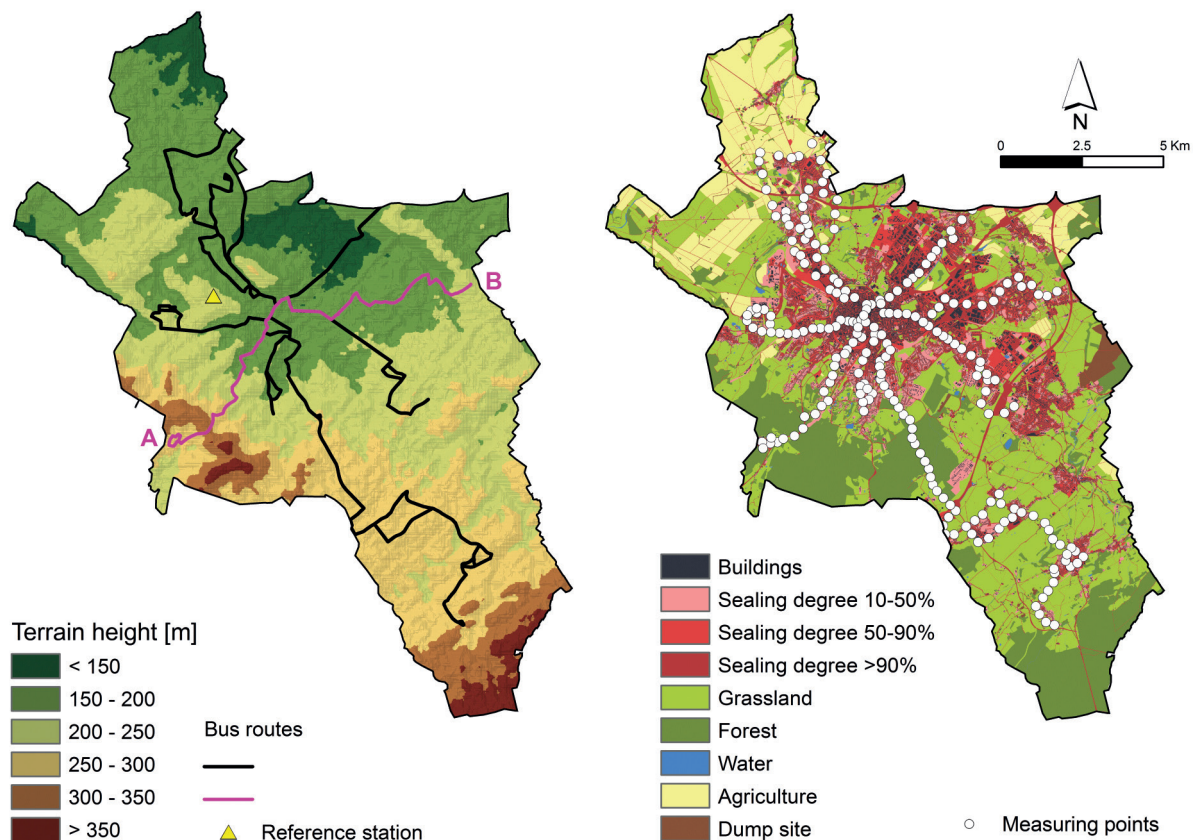 B
A
Terrain height [m]
< 150
150 - 200
200 - 250
250 - 300
300 - 350
> 350
Bus routes
Reference station
N
0 2.5 5 Km
Buildings
Sealing degree 10-50%
Sealing degree 50-90%
Sealing degree >90%
Grassland
Forest
Water
Agriculture
Dump site
Measuring points